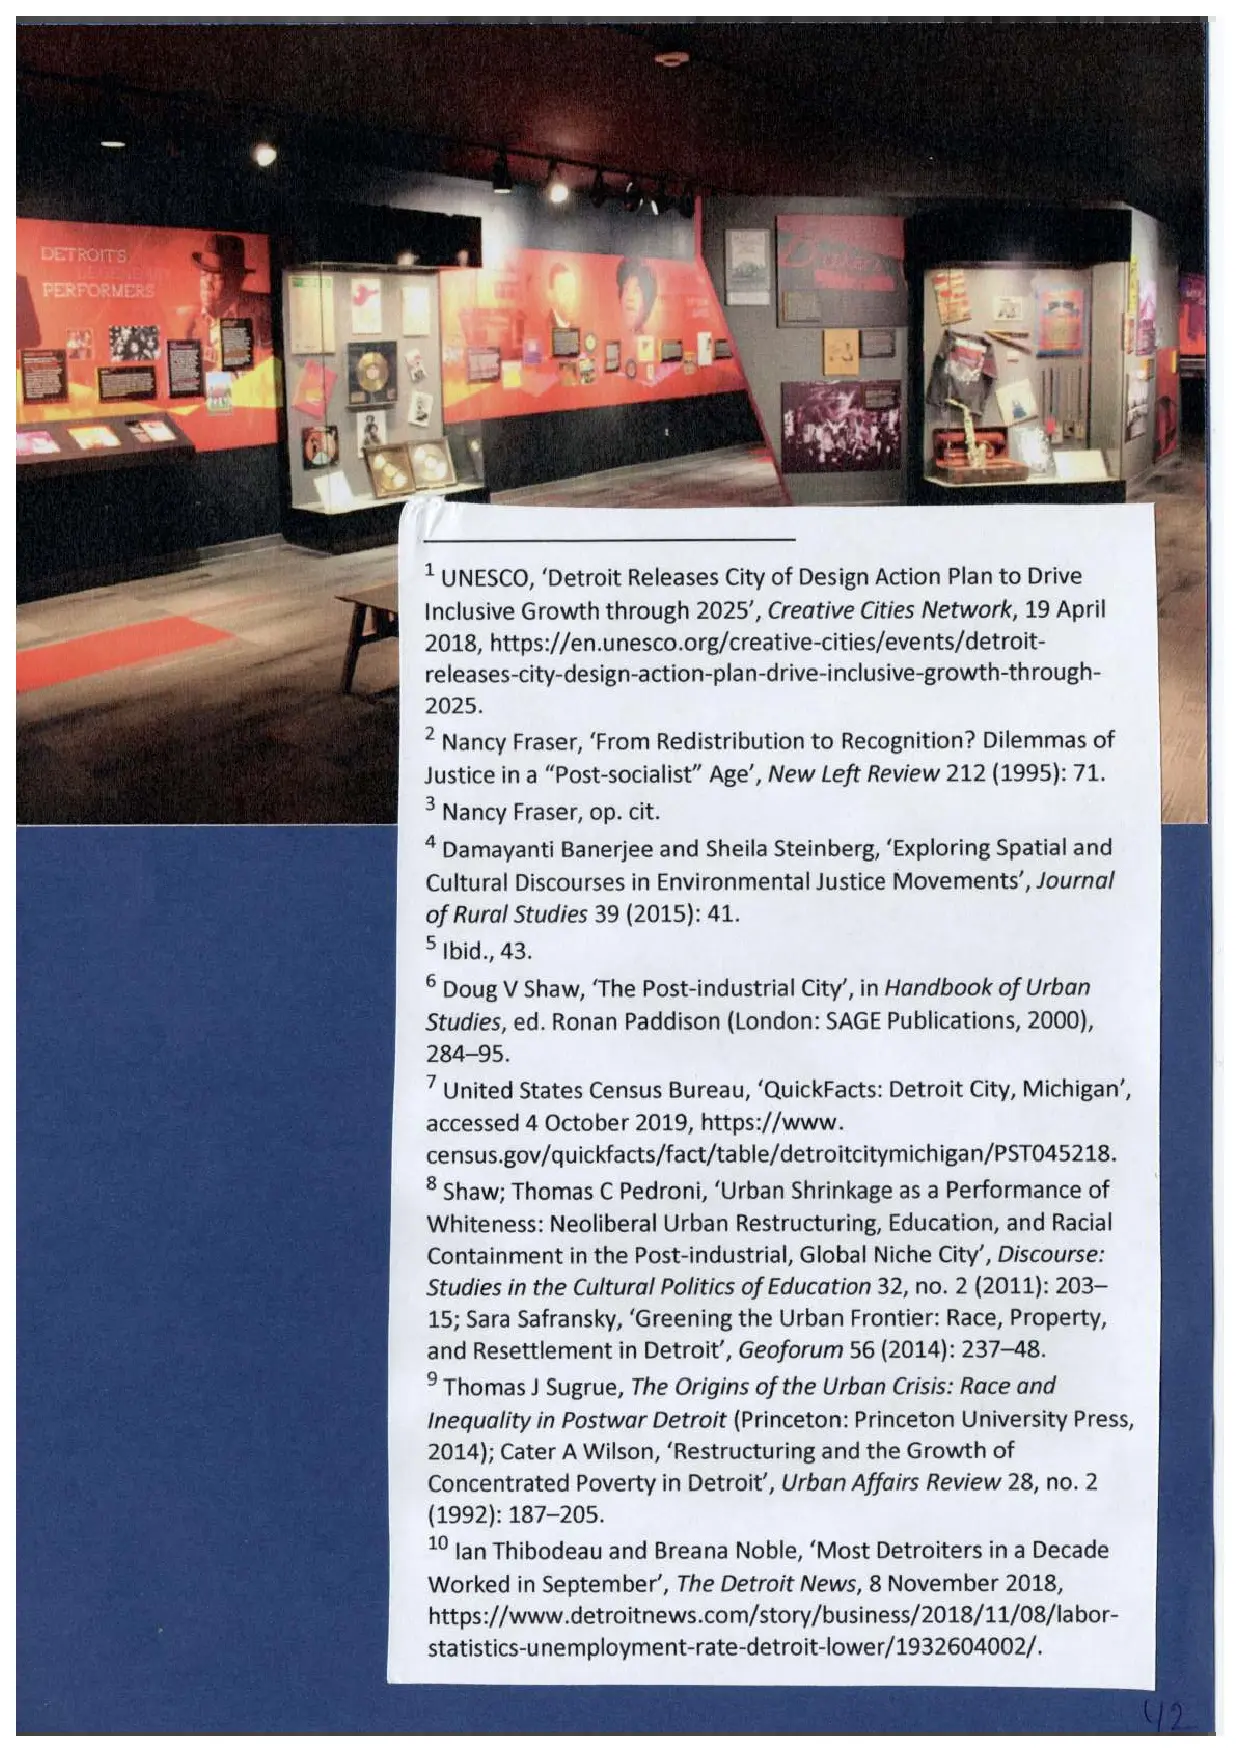 DETROIT'S
LEGENDARY
PERFORMERS
1 UNESCO, ‘Detroit Releases City of Design Action Plan to Drive
Inclusive Growth through 2025’, Creative Cities Network, 19 April
2018, https://en.unesco.org/creative-cities/events/detroit-
releases-city-design-action-plan-drive-inclusive-growth-through-
2025.
2 Nancy Fraser, ‘From Redistribution to Recognition? Dilemmas of
Justice in a “Post-socialist” Age’, New Left Review 212 (1995): 71.
3 Nancy Fraser, op. cit.
4 Damayanti Banerjee and Sheila Steinberg, ‘Exploring Spatial and
Cultural Discourses in Environmental Justice Movements’, Journal
of Rural Studies 39 (2015): 41.
5 Ibid., 43.
6 Doug V Shaw, ‘The Post-industrial City’, in Handbook of Urban
Studies, ed. Ronan Paddison (London: SAGE Publications, 2000),
284–95.
7 United States Census Bureau, ‘QuickFacts: Detroit City, Michigan’,
accessed 4 October 2019, https://www.
census.gov/quickfacts/fact/table/detroitcitymichigan/PST045218.
8 Shaw; Thomas C Pedroni, ‘Urban Shrinkage as a Performance of
Whiteness: Neoliberal Urban Restructuring, Education, and Racial
Containment in the Post-industrial, Global Niche City’, Discourse:
Studies in the Cultural Politics of Education 32, no. 2 (2011): 203–
15; Sara Safransky, ‘Greening the Urban Frontier: Race, Property,
and Resettlement in Detroit’, Geoforum 56 (2014): 237–48.
9 Thomas J Sugrue, The Origins of the Urban Crisis: Race and
Inequality in Postwar Detroit (Princeton: Princeton University Press,
2014); Cater A Wilson, ‘Restructuring and the Growth of
Concentrated Poverty in Detroit’, Urban Affairs Review 28, no. 2
(1992): 187–205.
10 Ian Thibodeau and Breana Noble, ‘Most Detroiters in a Decade
Worked in September’, The Detroit News, 8 November 2018,
https://www.detroitnews.com/story/business/2018/11/08/labor-
statistics-unemployment-rate-detroit-lower/1932604002/.
42